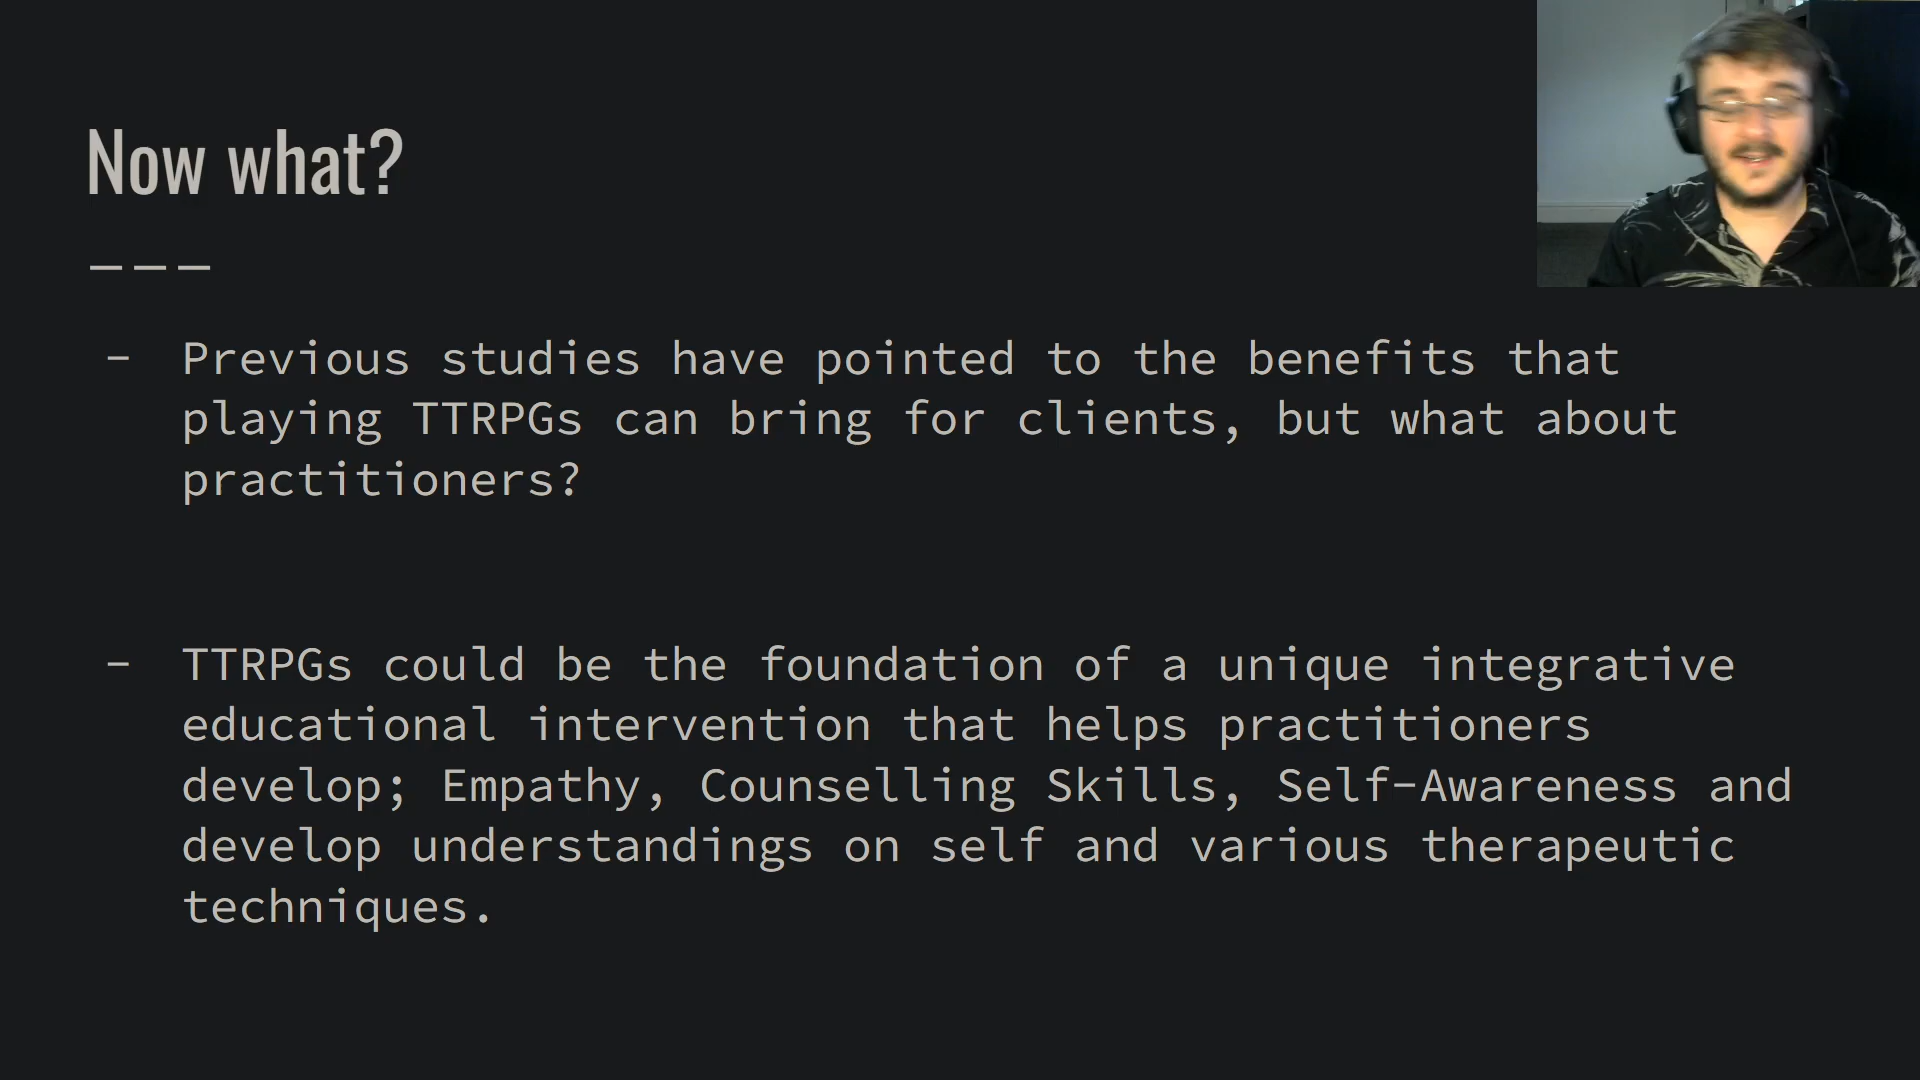 Now what?
- Previous studies have pointed to the benefits that
playing TTRPGs can bring for clients, but what about
practitioners?
- TTRPGs could be the foundation of a unique integrative
educational intervention that helps practitioners
develop; Empathy, Counselling Skills, Self-Awareness and
develop understandings on self and various therapeutic
techniques.